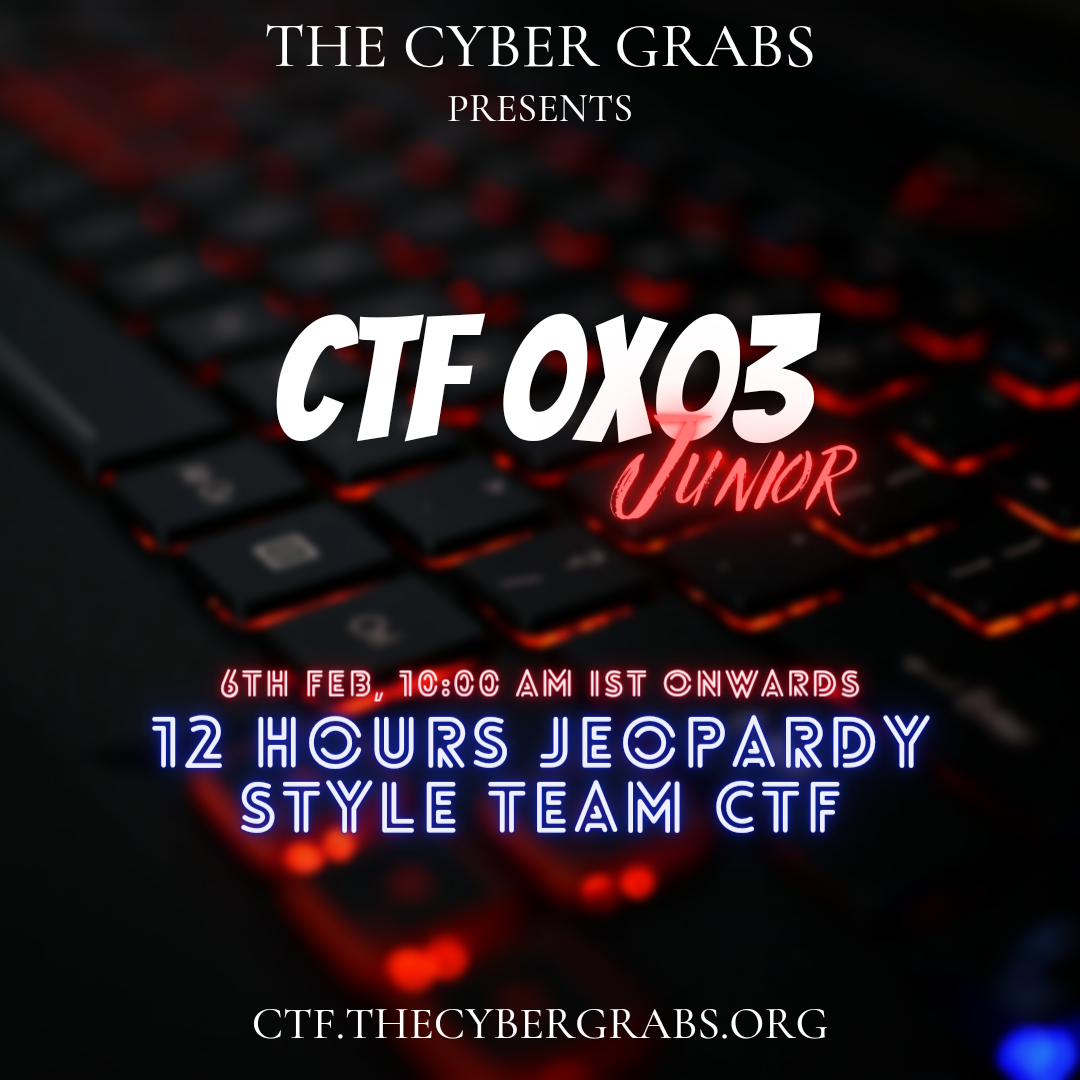 THE CYBER GRABS
PRESENTS
CTF 0X03
JUNIOR
6TH FEB, 10:00 AM IST ONWARDS
12 HOURS JEOPARDY
STYLE TEAM CTF
CTF.THECYBERGRABS.ORG